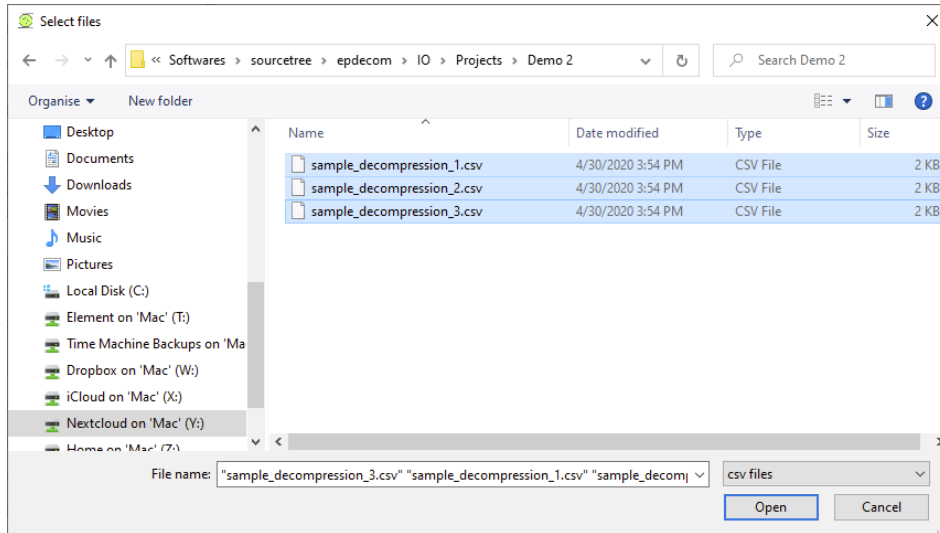 Select files
« Softwares > sourcetree > epdecom > IO > Projects > Demo 2
Search Demo 2
Organise
New folder
Desktop
Documents
Downloads
Movies
Music
Pictures
Local Disk (C:)
Element on 'Mac' (T:)
Time Machine Backups on 'Ma
Dropbox on 'Mac' (W:)
iCloud on 'Mac' (X:)
Nextcloud on 'Mac' (Y:)
Home on 'Mac' (Z:)
Name Date modified Type Size
sample_decompression_1.csv 4/30/2020 3:54 PM CSV File 2 KB
sample_decompression_2.csv 4/30/2020 3:54 PM CSV File 2 KB
sample_decompression_3.csv 4/30/2020 3:54 PM CSV File 2 KB
File name: "sample_decompression_3.csv" "sample_decompression_1.csv" "sample_decomp
csv files
Open
Cancel